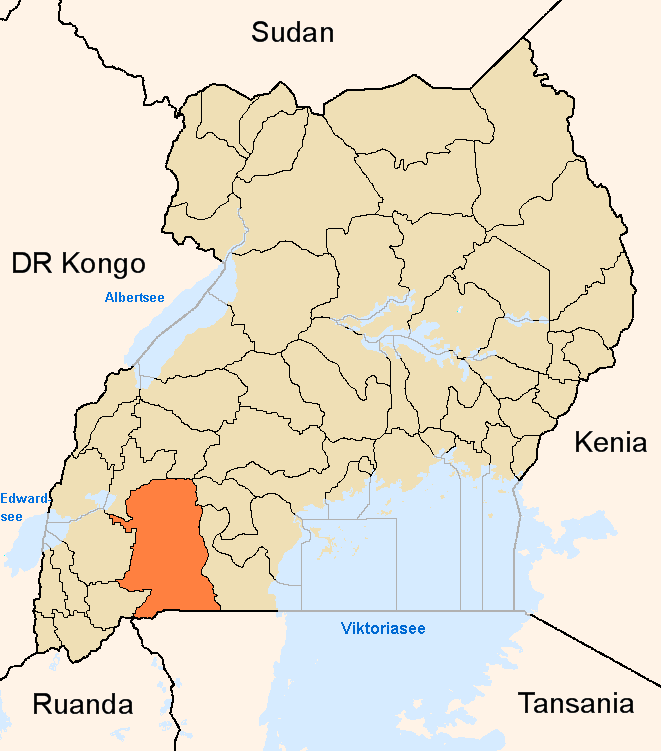 Sudan
DR Kongo
Albertsee
Kenia
Edward-
see
Viktoriasee
Ruanda
Tansania